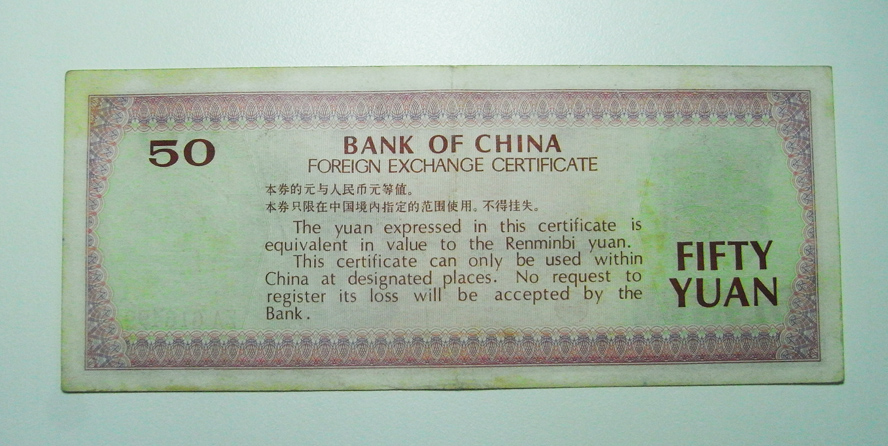 50
BANK OF CHINA
FOREIGN EXCHANGE CERTIFICATE
本券的元与人民币元等值。
本券只限在中国境内指定的范围使用。不得挂失。
The yuan expressed in this certificate is
equivalent in value to the Renminbi yuan.
This certificate can only be used within
China at designated places. No request to
register its loss will be accepted by the
Bank.
FIFTY
YUAN